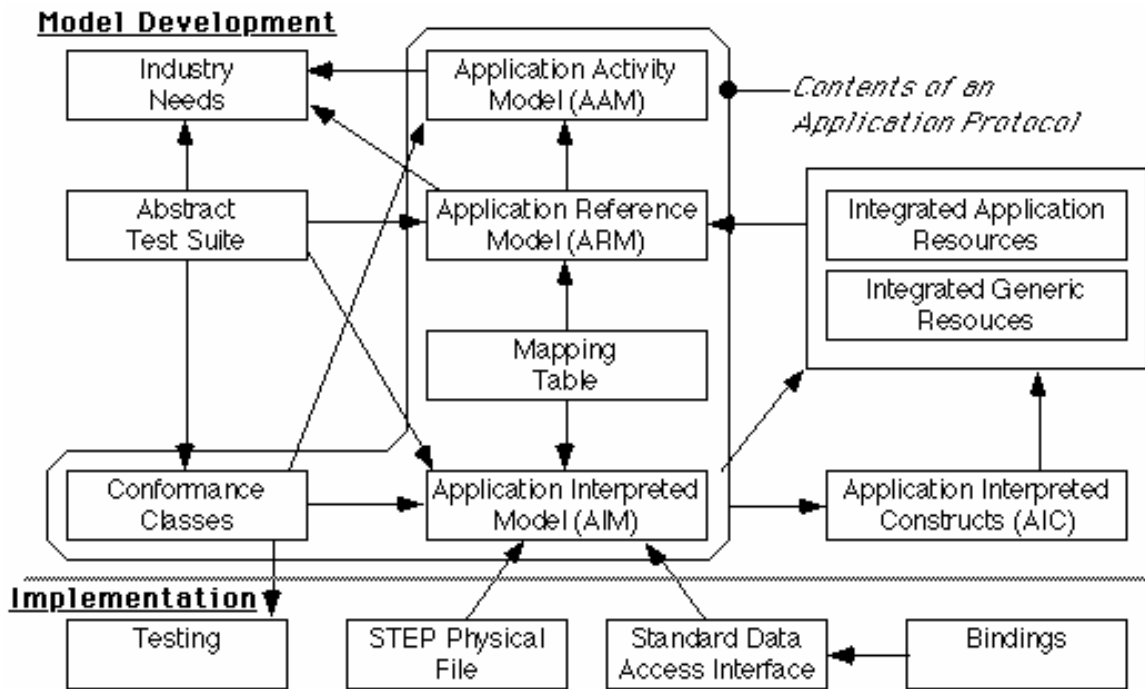 Model Development
Industry
Needs
Application Activity
Model (AAM)
Contents of an
Application Protocol
Abstract
Test Suite
Application Reference
Model (ARM)
Integrated Application
Resources
Integrated Generic
Resouces
Mapping
Table
Conformance
Classes
Application Interpreted
Model (AIM)
Application Interpreted
Constructs (AIC)
Implementation
Testing
STEP Physical
File
Standard Data
Access Interface
Bindings